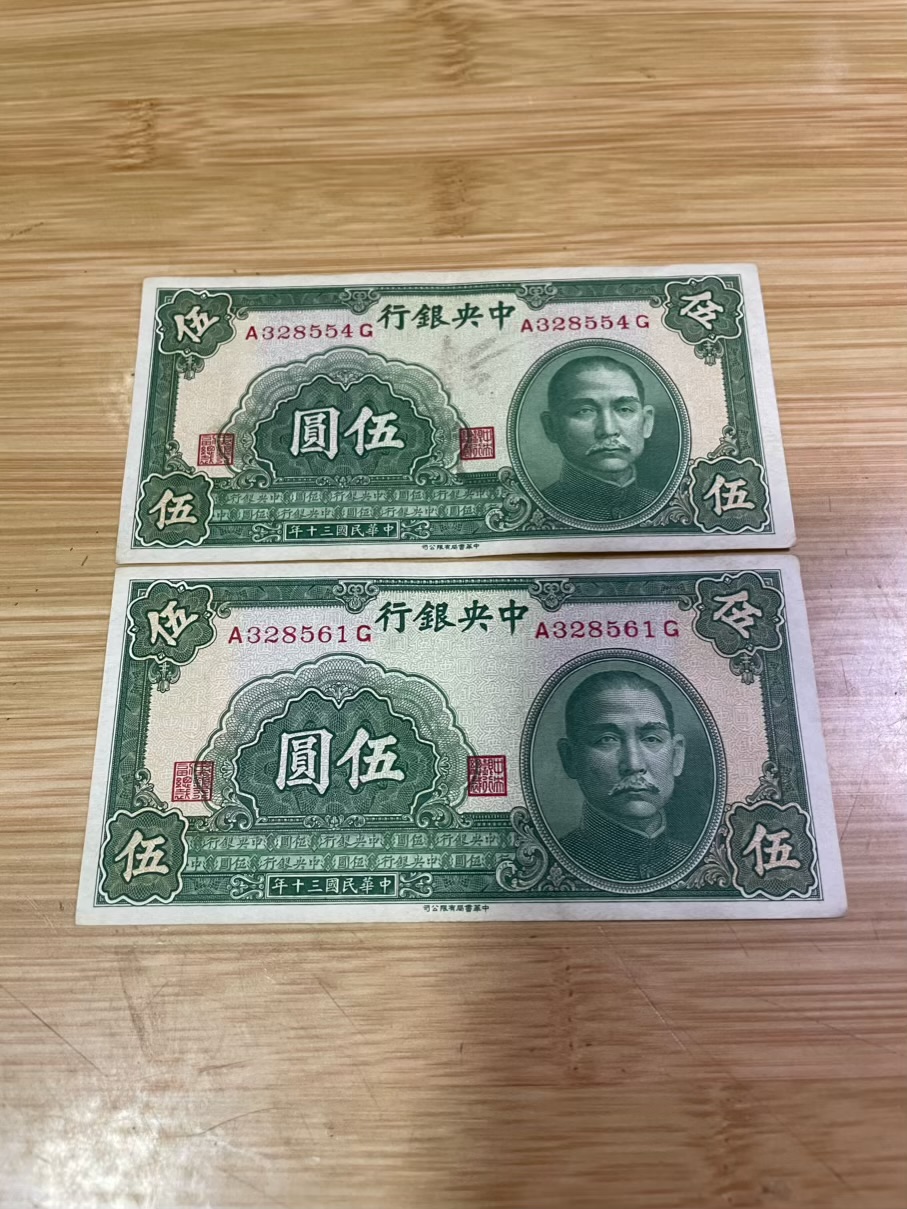 中央銀行
A328554G A328554G
伍 伍
伍圓
伍 伍
中華民國三十年
中華書局有限公司
中央銀行
A328561G A328561G
伍 伍
伍圓
伍 伍
中華民國三十年
中華書局有限公司